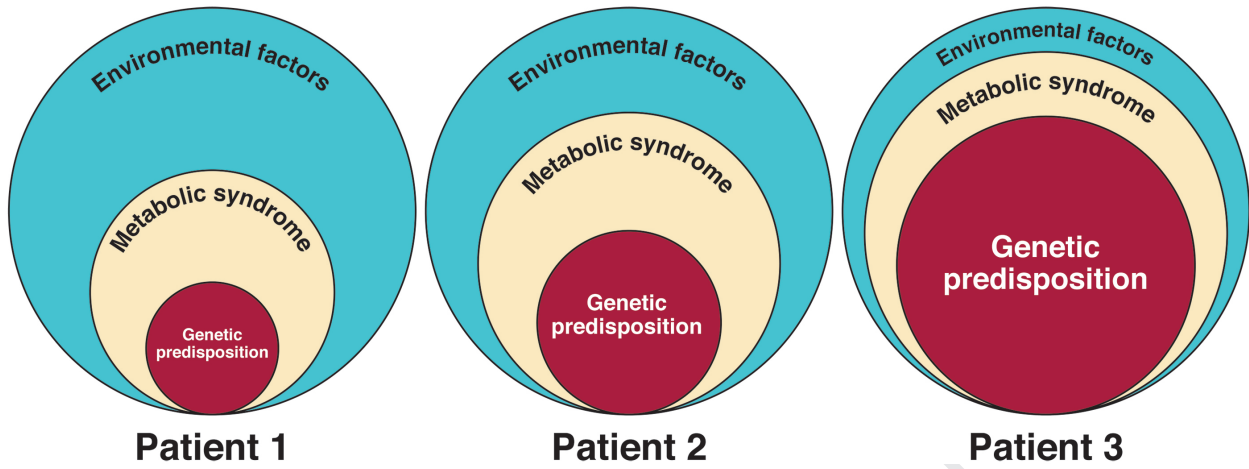 Environmental factors
Metabolic syndrome
Genetic
predisposition
Patient 1
Environmental factors
Metabolic syndrome
Genetic
predisposition
Patient 2
Environmental factors
Metabolic syndrome
Genetic
predisposition
Patient 3